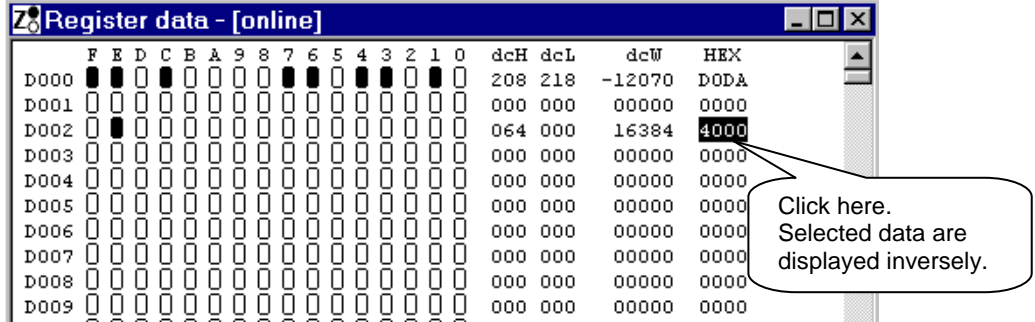 Z Register data - [online]
F E D C B A 9 8 7 6 5 4 3 2 1 0 dcH dcL dcW HEX
D000 208 218 -12070 D0DA
D001 000 000 00000 0000
D002 064 000 16384 4000
D003 000 000 00000 0000
D004 000 000 00000 0000
D005 000 000 00000 0000
D006 000 000 00000 0000
D007 000 000 00000 0000
D008 000 000 00000 0000
D009 000 000 00000 0000
Click here.
Selected data are
displayed inversely.